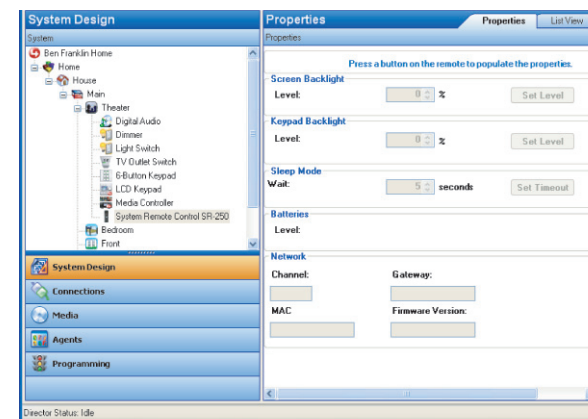 System Design
System
Ben Franklin Home
Home
House
Main
Theater
Digital Audio
Dimmer
Light Switch
TV Outlet Switch
6-Button Keypad
LCD Keypad
Media Controller
System Remote Control SR-250
Bedroom
Front
System Design
Connections
Media
Agents
Programming
Properties
Properties
List View
Properties
Press a button on the remote to populate the properties.
Screen Backlight
Level: 0 % Set Level
Keypad Backlight
Level: 0 % Set Level
Sleep Mode
Wait: 5 seconds Set Timeout
Batteries
Level:
Network
Channel: Gateway:
MAC Firmware Version:
Director Status: Idle